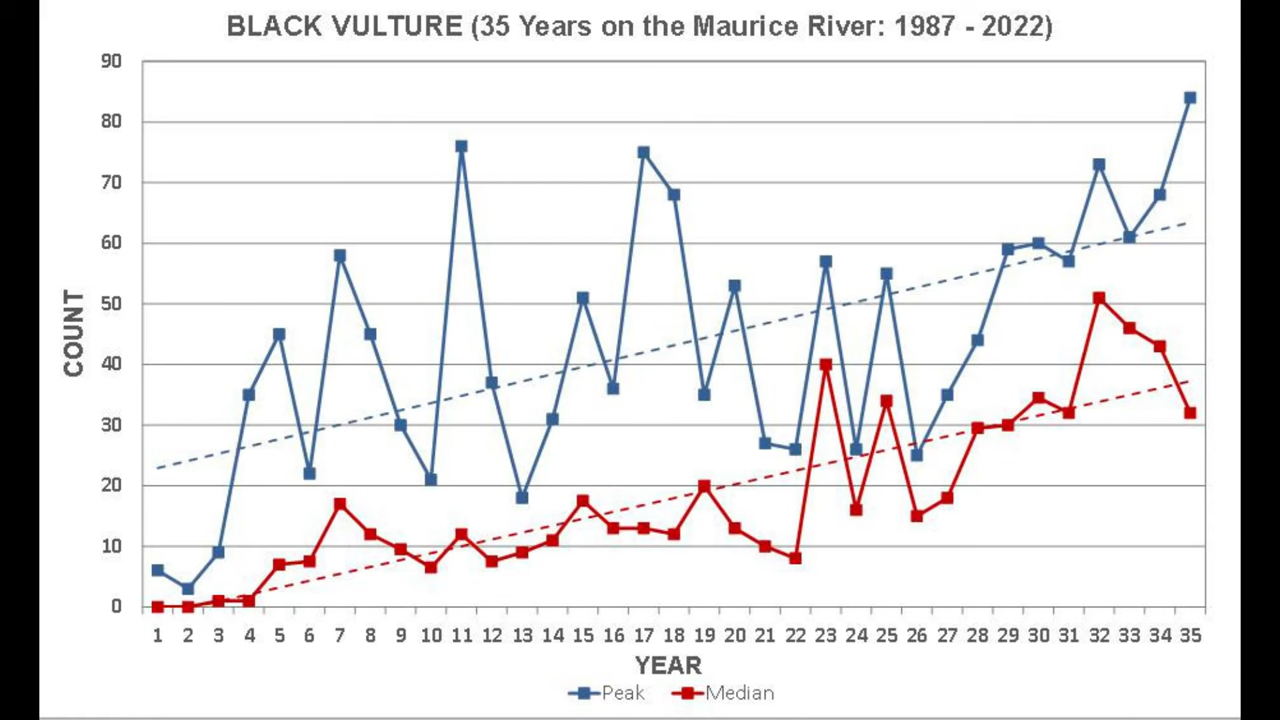 BLACK VULTURE (35 Years on the Maurice River: 1987 - 2022)
90
80
70
60
50
40
30
20
10
0
COUNT
1 2 3 4 5 6 7 8 9 10 11 12 13 14 15 16 17 18 19 20 21 22 23 24 25 26 27 28 29 30 31 32 33 34 35
YEAR
Peak Median